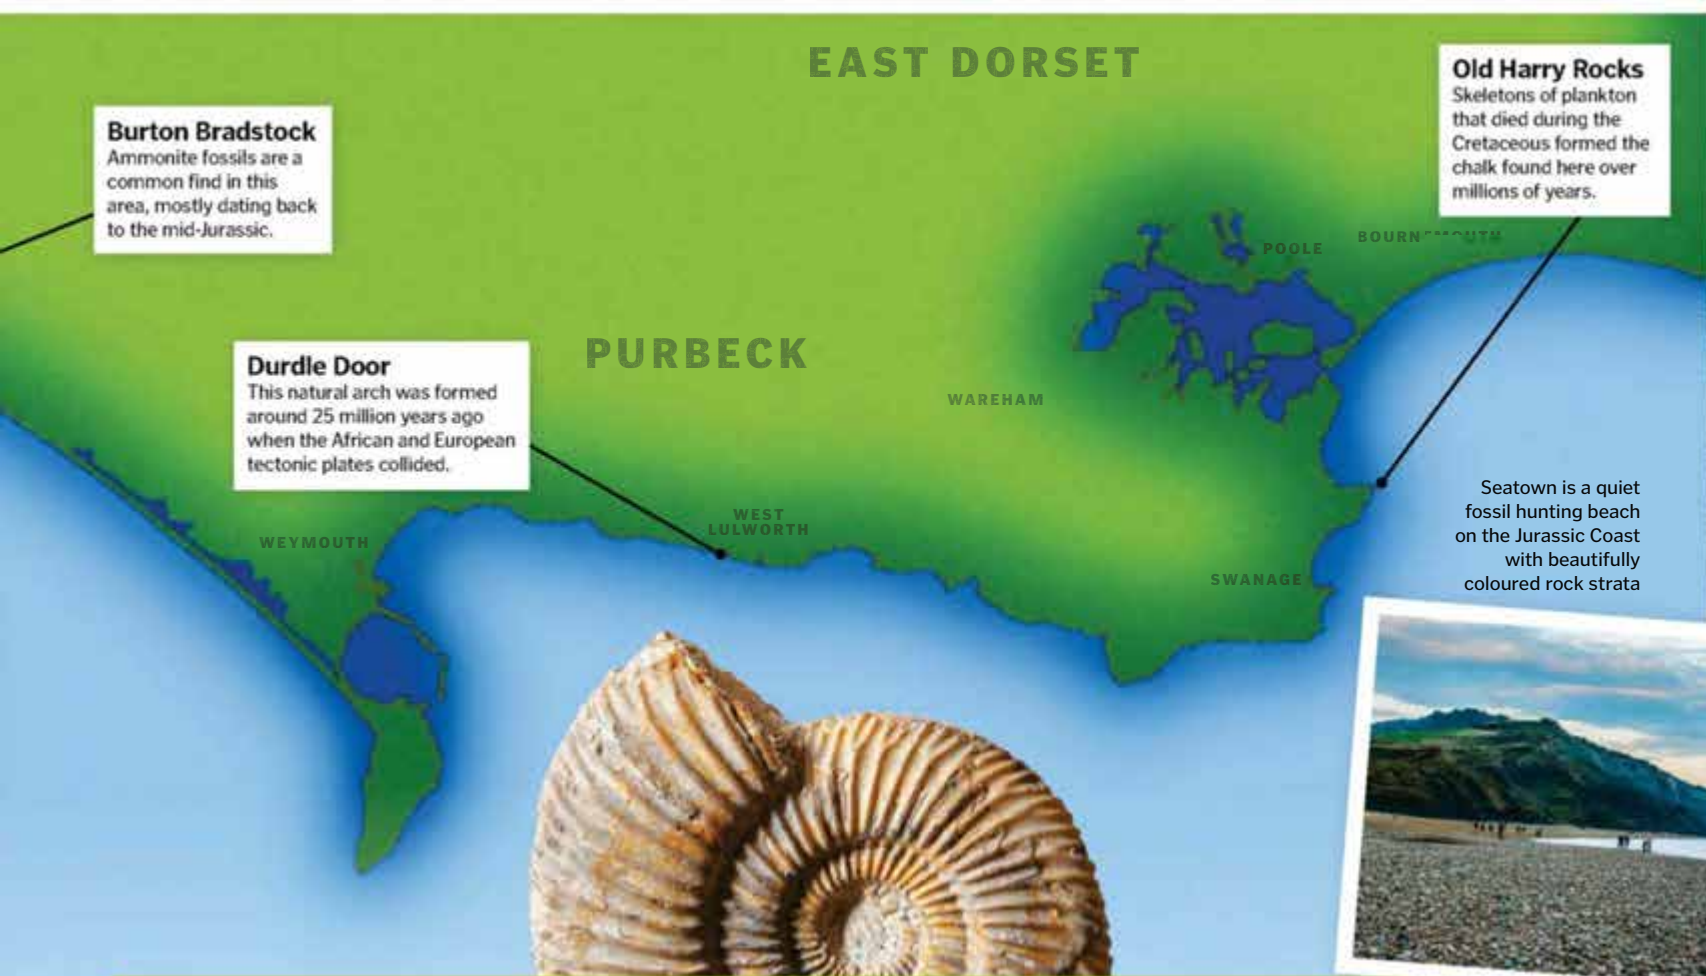 EAST DORSET
Old Harry Rocks
Skeletons of plankton
that died during the
Cretaceous formed the
chalk found here over
millions of years.
Burton Bradstock
Ammonite fossils are a
common find in this
area, mostly dating back
to the mid-Jurassic.
POOLE
Durdle Door
This natural arch was formed
around 25 million years ago
when the African and European
tectonic plates collided.
PURBECK
WAREHAM
WEST
LULWORTH
WEYMOUTH
SWANAGE
Seatown is a quiet
fossil hunting beach
on the Jurassic Coast
with beautifully
coloured rock strata